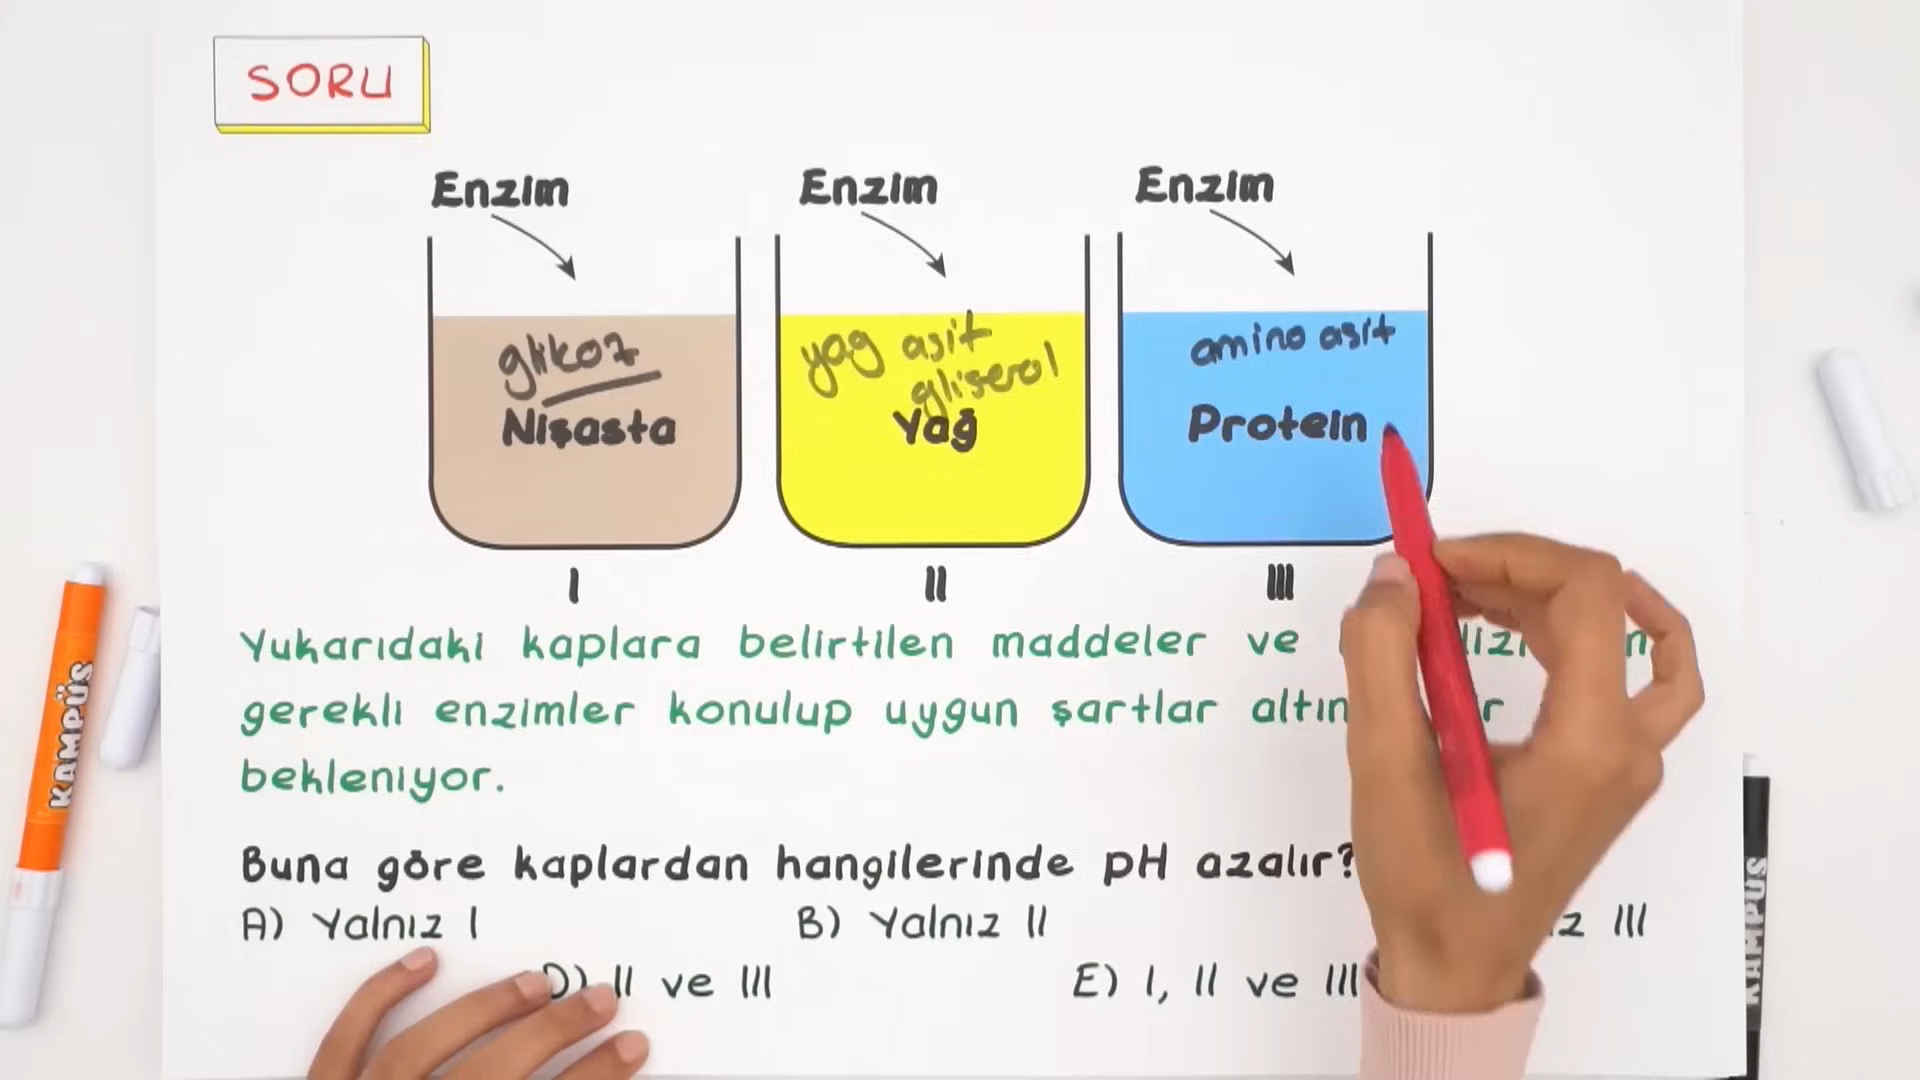 SORU
Enzim Enzim Enzim
glikoz yag asit amino asit
gliserol
Nişasta Yağ Protein
I II III
Yukarıdaki kaplara belirtilen maddeler ve
gerekli enzimler konulup uygun şartlar
bekleniyor.
Buna göre kaplardan hangilerinde pH azalır?
A) Yalnız I B) Yalnız II III
D) II ve III E) I, II ve III
KAMPÜS
KAMPÜS